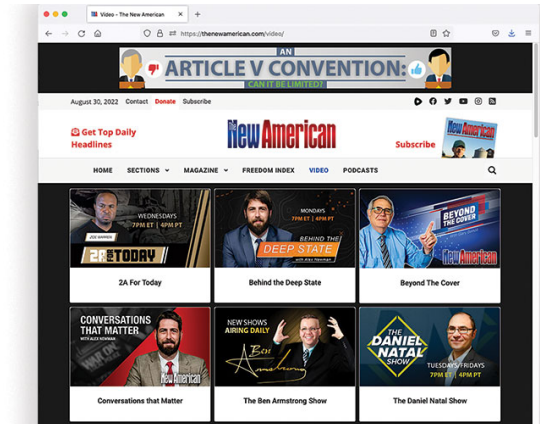 Video - The New American
https://thenewamerican.com/video/
AN
ARTICLE V CONVENTION:
CAN IT BE LIMITED?
August 30, 2022 Contact Donate Subscribe
Get Top Daily
Headlines
The New American
Subscribe
New American
HOME SECTIONS MAGAZINE FREEDOM INDEX VIDEO PODCASTS
WEDNESDAYS
7PM ET | 4PM PT
2A FOR TODAY
2A For Today
MONDAYS
7PM ET | 4PM PT
BEHIND THE
DEEP STATE
with Alex Newman
Behind the Deep State
BEYOND
THE COVER
New American
Beyond The Cover
CONVERSATIONS
THAT MATTER
WITH ALEX NEWMAN
New American
Conversations that Matter
NEW SHOWS
AIRING DAILY
Ben
Armstrong
The Ben Armstrong Show
THE
DANIEL
NATAL
SHOW
TUESDAYS/FRIDAYS
7PM ET | 4PM PT
The Daniel Natal Show